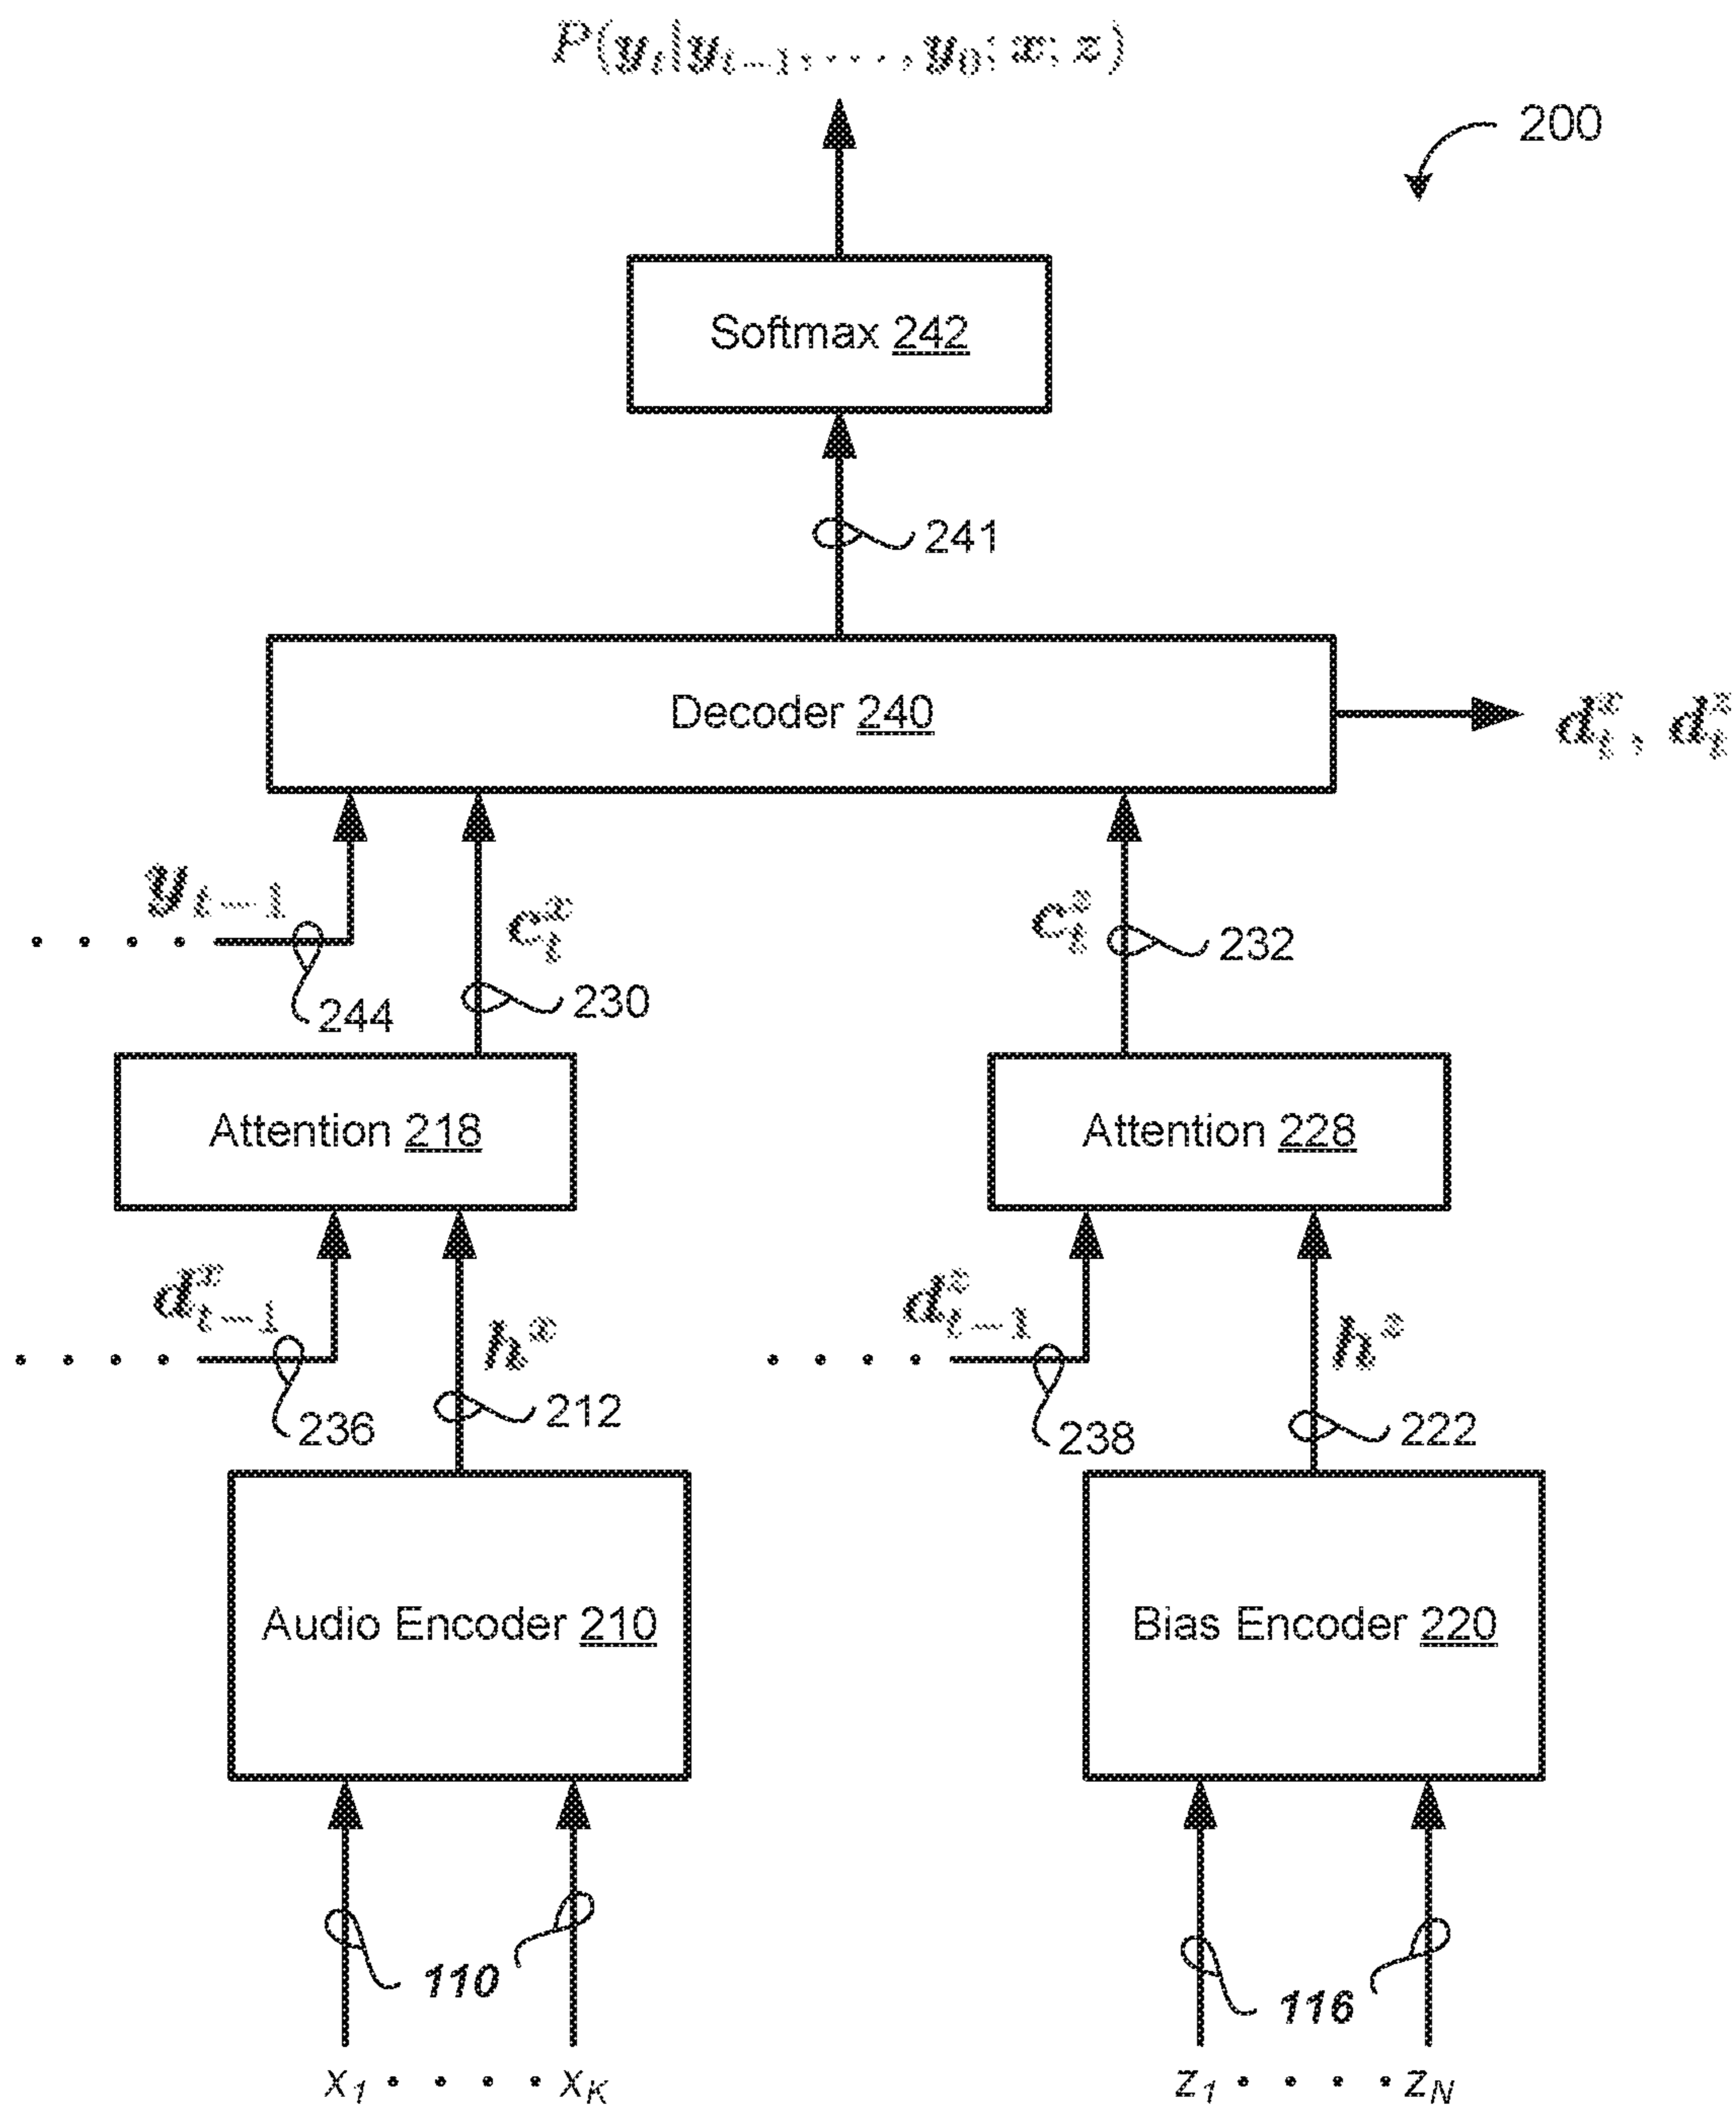 P(y_t|y_{t-1}, ..., y_0; x; z)
200
Softmax 242
241
Decoder 240
d_t^x, d_t^z
y_{t-1}
c_t^x
c_t^z
232
244
230
Attention 218
Attention 228
d_{t-1}^x
h^x
d_{t-1}^z
h^z
236
212
238
222
Audio Encoder 210
Bias Encoder 220
110
116
x_1 · · · · x_K
z_1 · · · · z_N